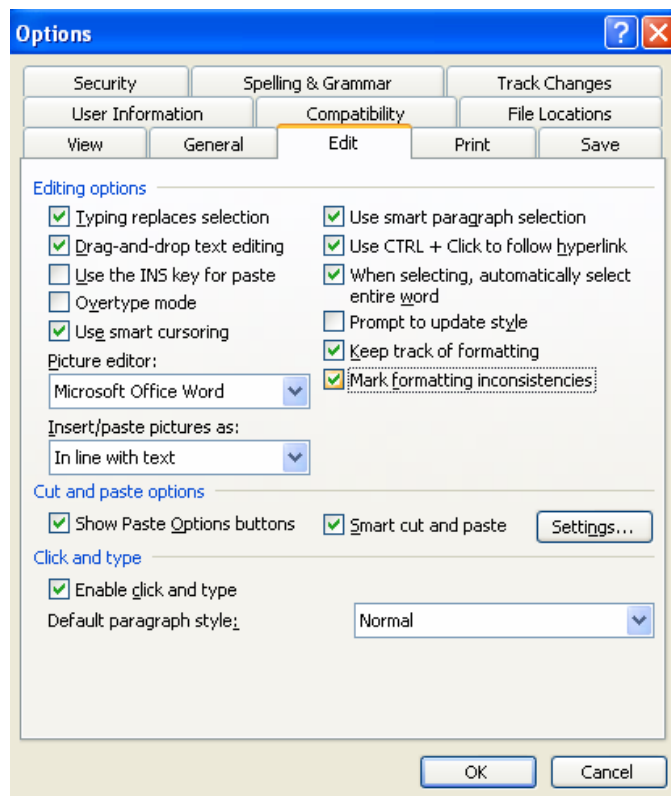 Options
Security Spelling & Grammar Track Changes
User Information Compatibility File Locations
View General Edit Print Save
Editing options
Typing replaces selection
Drag-and-drop text editing
Use the INS key for paste
Overtype mode
Use smart cursoring
Picture editor:
Microsoft Office Word
Insert/paste pictures as:
In line with text
Use smart paragraph selection
Use CTRL + Click to follow hyperlink
When selecting, automatically select
entire word
Prompt to update style
Keep track of formatting
Mark formatting inconsistencies
Cut and paste options
Show Paste Options buttons Smart cut and paste Settings...
Click and type
Enable click and type
Default paragraph style: Normal
OK Cancel